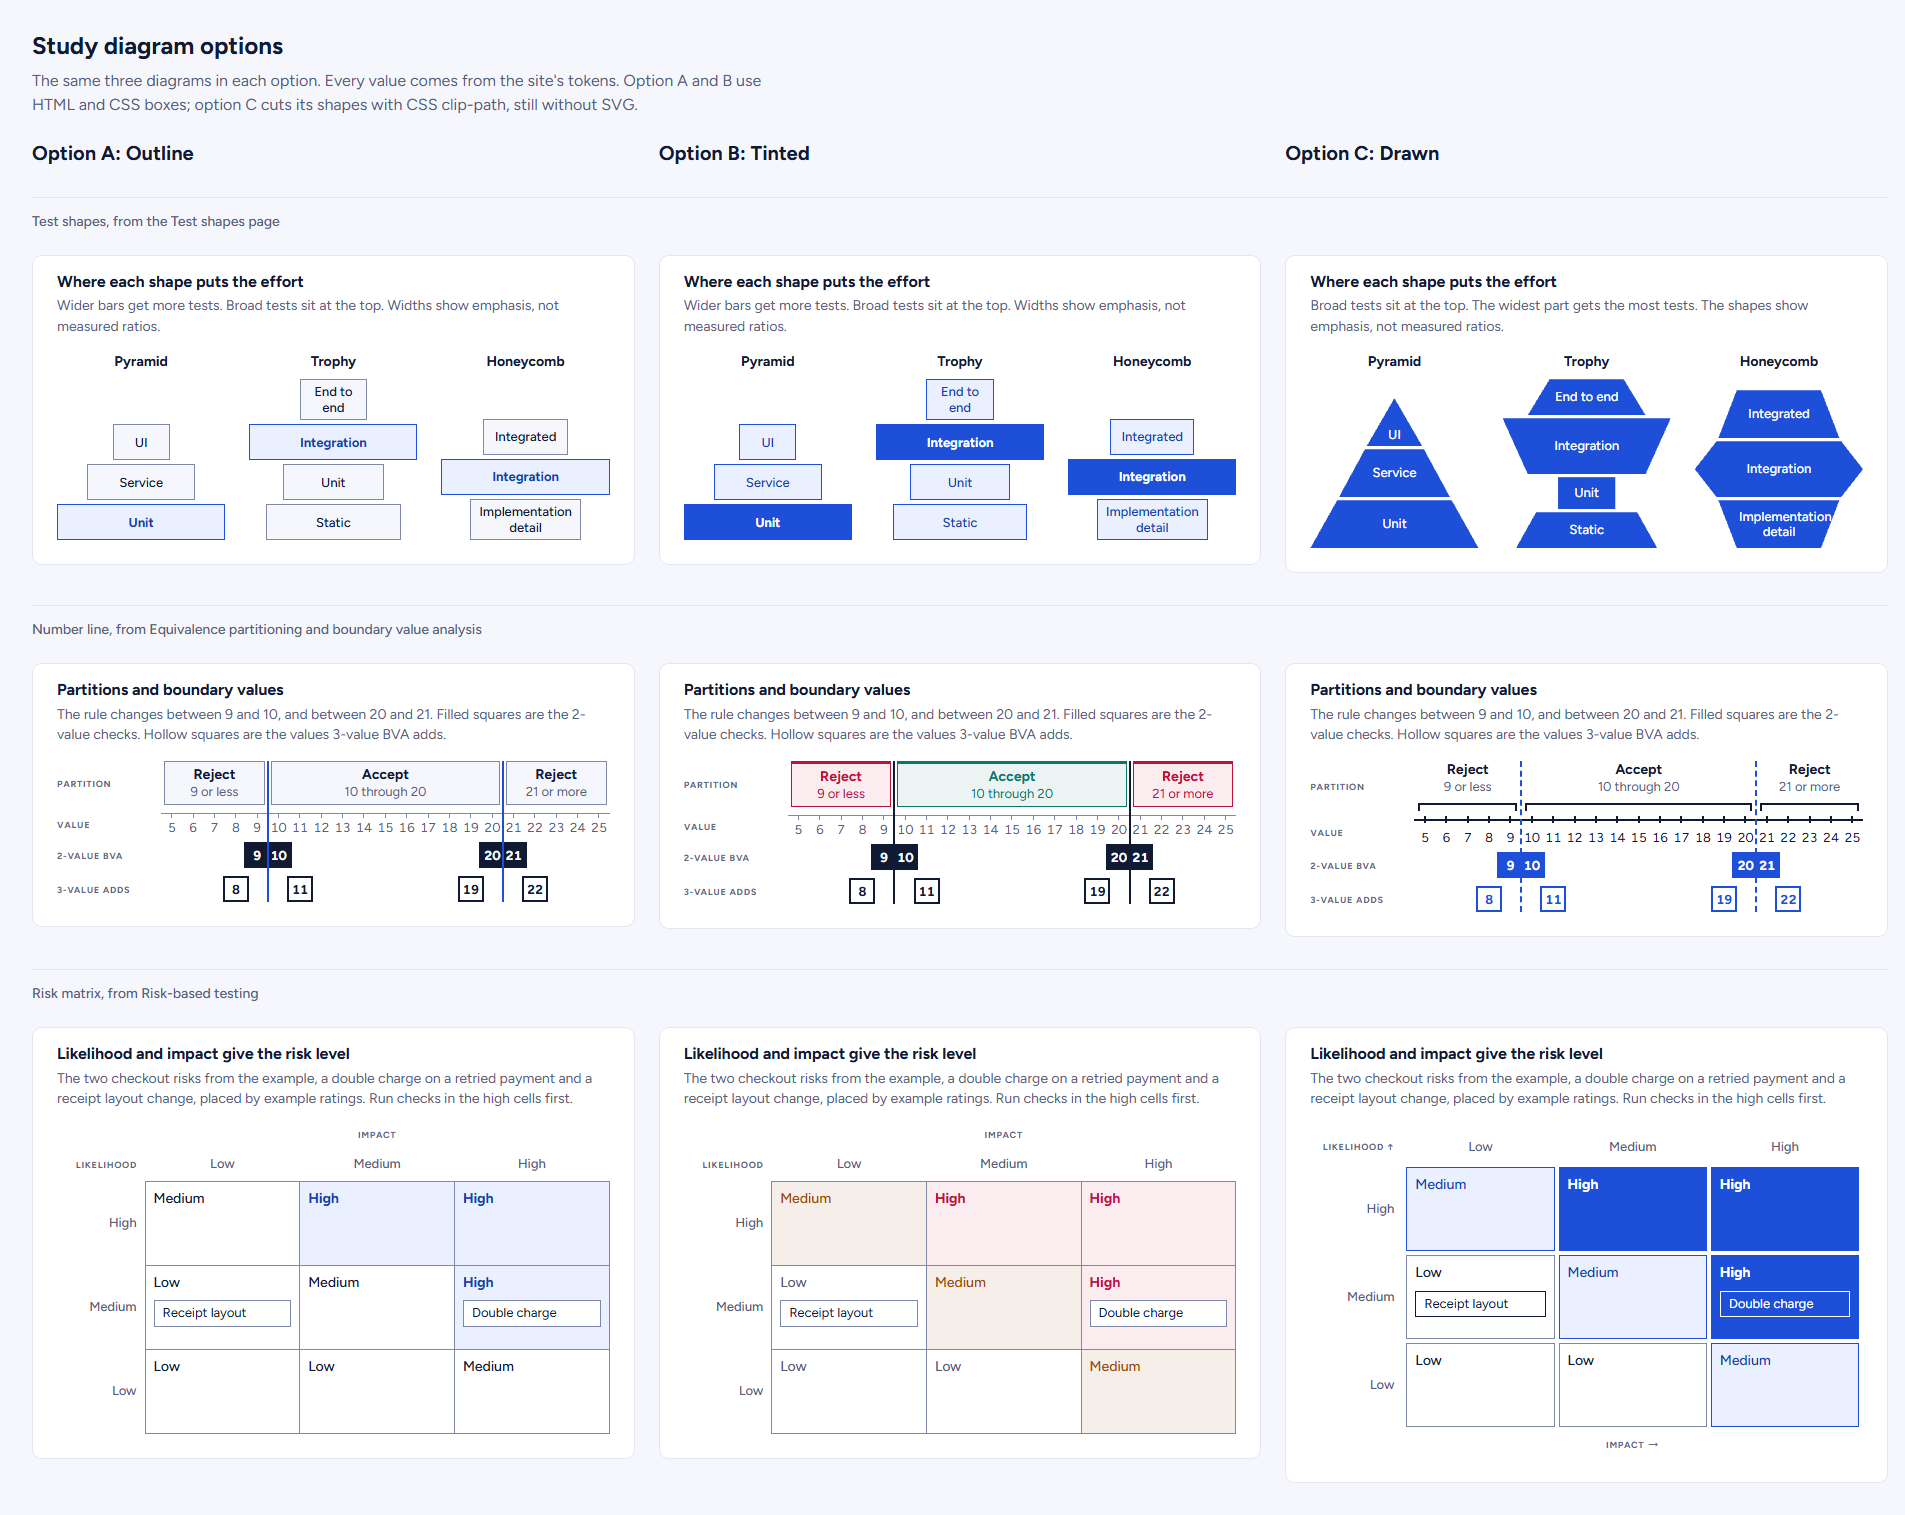 Study diagram options
The same three diagrams in each option. Every value comes from the site's tokens. Option A and B use
HTML and CSS boxes; option C cuts its shapes with CSS clip-path, still without SVG.
Option A: Outline
Option B: Tinted
Option C: Drawn
Test shapes, from the Test shapes page
Where each shape puts the effort
Wider bars get more tests. Broad tests sit at the top. Widths show emphasis, not
measured ratios.
Pyramid
UI
Service
Unit
Trophy
End to
end
Integration
Unit
Static
Honeycomb
Integrated
Integration
Implementation
detail
Where each shape puts the effort
Wider bars get more tests. Broad tests sit at the top. Widths show emphasis, not
measured ratios.
Pyramid
UI
Service
Unit
Trophy
End to
end
Integration
Unit
Static
Honeycomb
Integrated
Integration
Implementation
detail
Where each shape puts the effort
Broad tests sit at the top. The widest part gets the most tests. The shapes show
emphasis, not measured ratios.
Pyramid
UI
Service
Unit
Trophy
End to end
Integration
Unit
Static
Honeycomb
Integrated
Integration
Implementation
detail
Number line, from Equivalence partitioning and boundary value analysis
Partitions and boundary values
The rule changes between 9 and 10, and between 20 and 21. Filled squares are the 2-
value checks. Hollow squares are the values 3-value BVA adds.
PARTITION
Reject
9 or less
Accept
10 through 20
Reject
21 or more
VALUE
5 6 7 8 9 10 11 12 13 14 15 16 17 18 19 20 21 22 23 24 25
2-VALUE BVA
9 10 20 21
3-VALUE ADDS
8 11 19 22
Partitions and boundary values
The rule changes between 9 and 10, and between 20 and 21. Filled squares are the 2-
value checks. Hollow squares are the values 3-value BVA adds.
PARTITION
Reject
9 or less
Accept
10 through 20
Reject
21 or more
VALUE
5 6 7 8 9 10 11 12 13 14 15 16 17 18 19 20 21 22 23 24 25
2-VALUE BVA
9 10 20 21
3-VALUE ADDS
8 11 19 22
Partitions and boundary values
The rule changes between 9 and 10, and between 20 and 21. Filled squares are the 2-
value checks. Hollow squares are the values 3-value BVA adds.
PARTITION
Reject
9 or less
Accept
10 through 20
Reject
21 or more
VALUE
5 6 7 8 9 10 11 12 13 14 15 16 17 18 19 20 21 22 23 24 25
2-VALUE BVA
9 10 20 21
3-VALUE ADDS
8 11 19 22
Risk matrix, from Risk-based testing
Likelihood and impact give the risk level
The two checkout risks from the example, a double charge on a retried payment and a
receipt layout change, placed by example ratings. Run checks in the high cells first.
IMPACT
LIKELIHOOD Low Medium High
High Medium High High
Medium Low Medium High
Receipt layout Double charge
Low Low Low Medium
Likelihood and impact give the risk level
The two checkout risks from the example, a double charge on a retried payment and a
receipt layout change, placed by example ratings. Run checks in the high cells first.
IMPACT
LIKELIHOOD Low Medium High
High Medium High High
Medium Low Medium High
Receipt layout Double charge
Low Low Low Medium
Likelihood and impact give the risk level
The two checkout risks from the example, a double charge on a retried payment and a
receipt layout change, placed by example ratings. Run checks in the high cells first.
LIKELIHOOD ↑ Low Medium High
High Medium High High
Medium Low Medium High
Receipt layout Double charge
Low Low Low Medium
IMPACT →